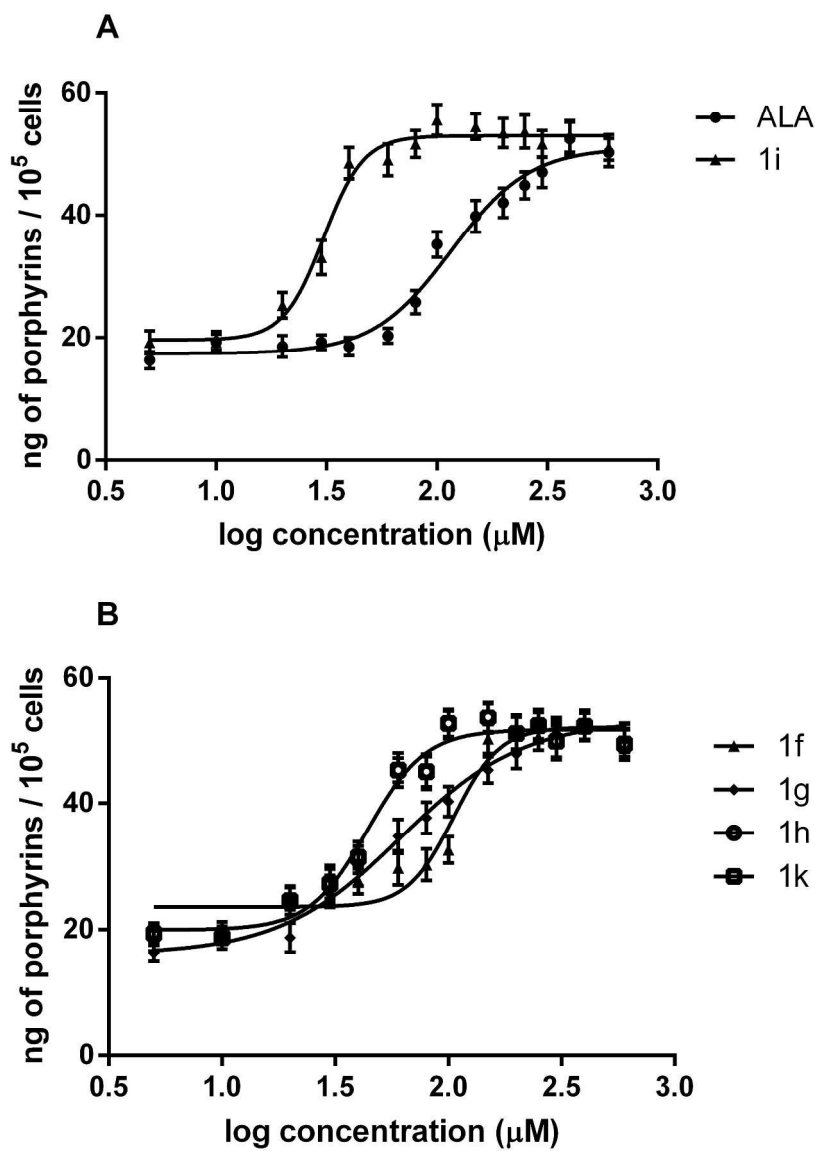 A
ng of porphyrins / 10⁵ cells
60
40
20
0
0.5 1.0 1.5 2.0 2.5 3.0
log concentration (μM)
ALA
1i
B
ng of porphyrins / 10⁵ cells
60
40
20
0
0.5 1.0 1.5 2.0 2.5 3.0
log concentration (μM)
1f
1g
1h
1k